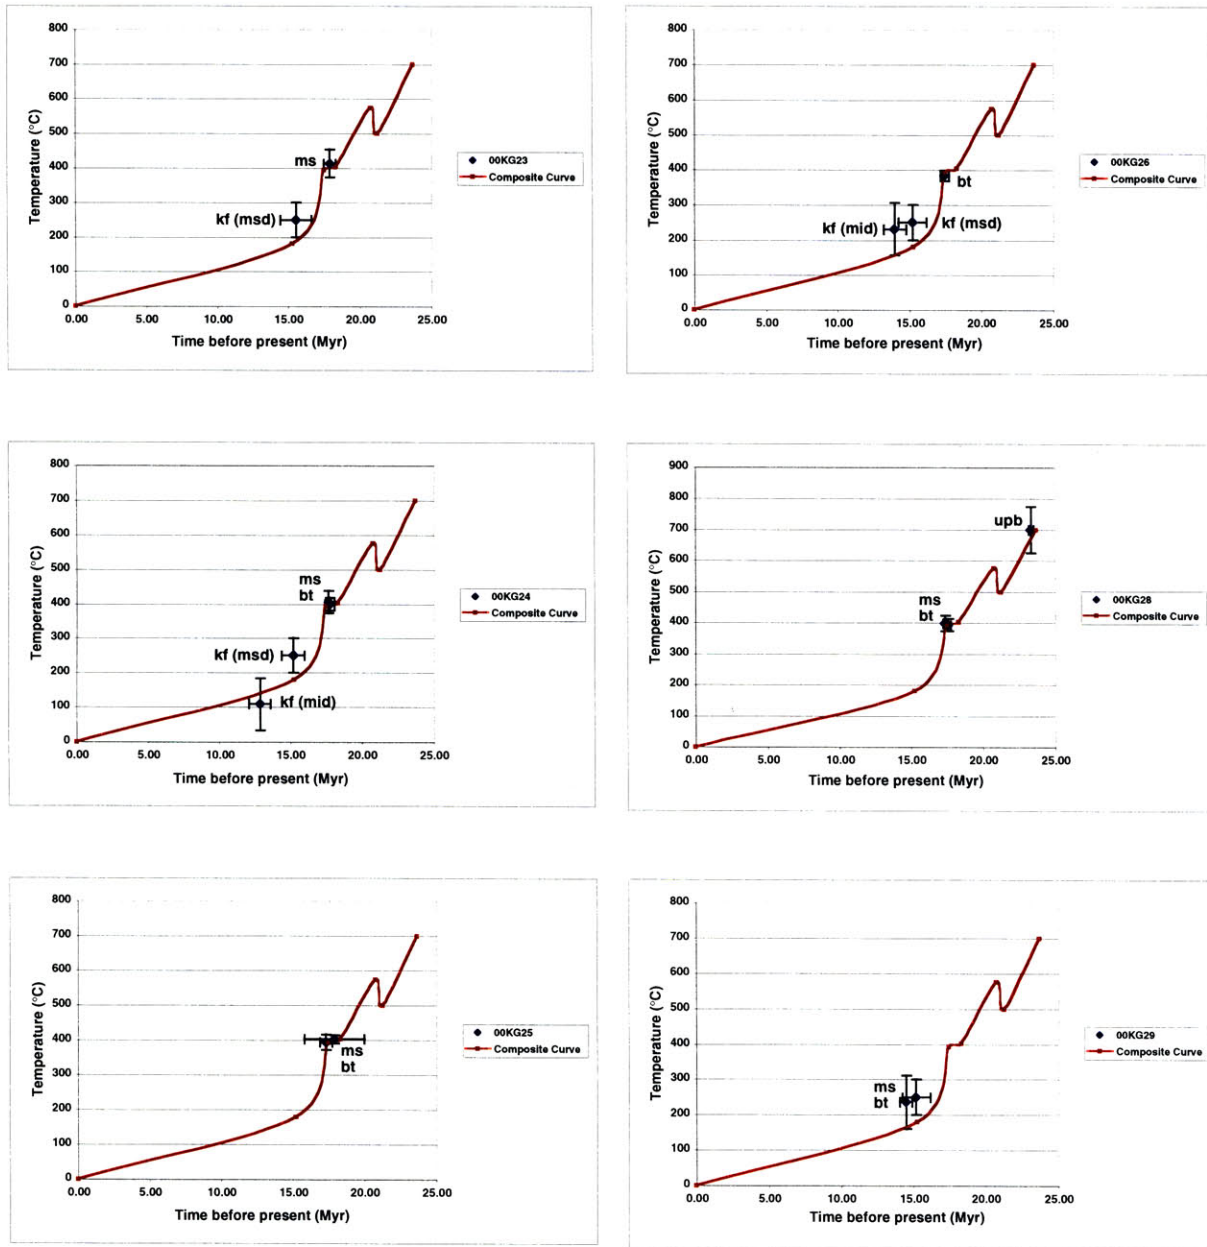 800
700
600
500
400
300
200
100
0
Temperature (°C)
ms
kf (msd)
0.00 5.00 10.00 15.00 20.00 25.00
Time before present (Myr)
00KG23
Composite Curve
800
700
600
500
400
300
200
100
0
Temperature (°C)
bt
kf (mid)
kf (msd)
0.00 5.00 10.00 15.00 20.00 25.00
Time before present (Myr)
00KG26
Composite Curve
800
700
600
500
400
300
200
100
0
Temperature (°C)
ms
bt
kf (msd)
kf (mid)
0.00 5.00 10.00 15.00 20.00 25.00
Time before present (Myr)
00KG24
Composite Curve
900
800
700
600
500
400
300
200
100
0
Temperature (°C)
upb
ms
bt
0.00 5.00 10.00 15.00 20.00 25.00
Time before present (Myr)
00KG28
Composite Curve
800
700
600
500
400
300
200
100
0
Temperature (°C)
ms
bt
0.00 5.00 10.00 15.00 20.00 25.00
Time before present (Myr)
00KG25
Composite Curve
800
700
600
500
400
300
200
100
0
Temperature (°C)
ms
bt
0.00 5.00 10.00 15.00 20.00 25.00
Time before present (Myr)
00KG29
Composite Curve